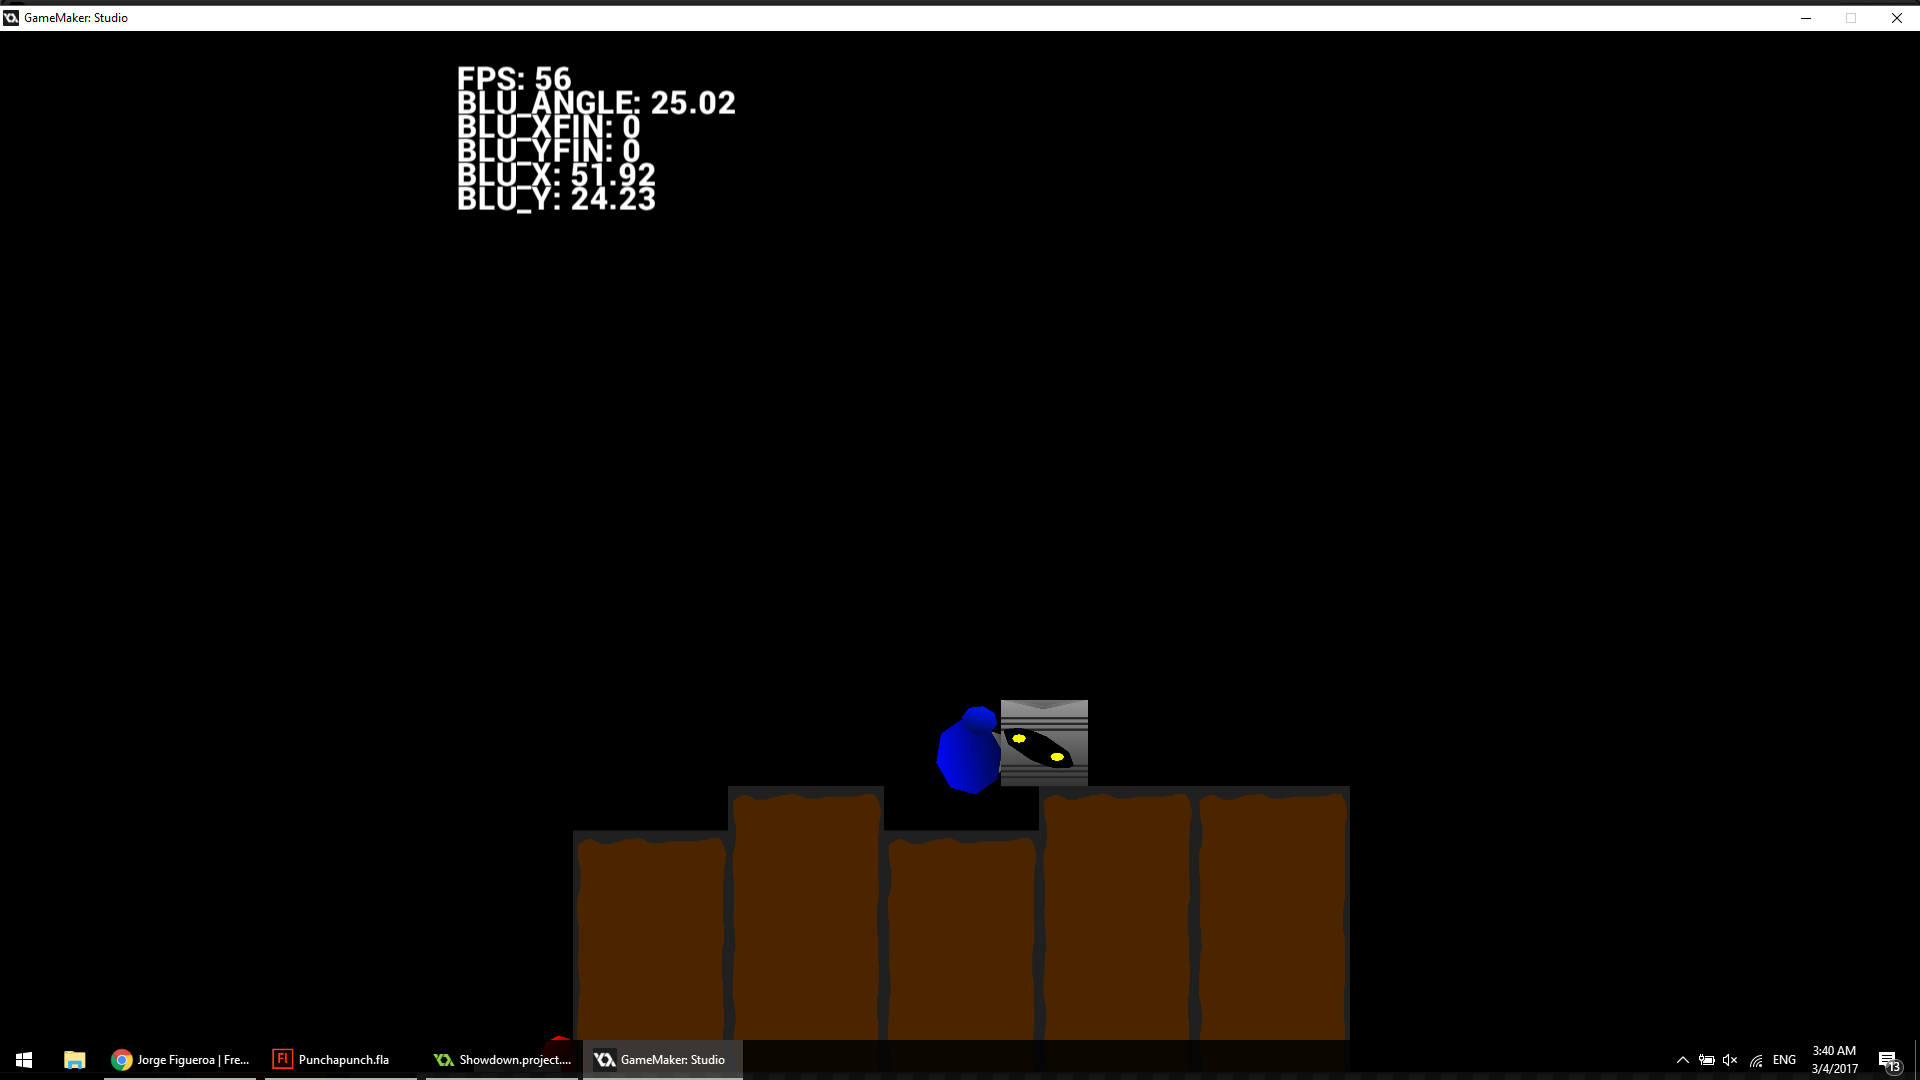 GameMaker: Studio
FPS: 56
BLU_ANGLE: 25.02
BLU_XFIN: 0
BLU_YFIN: 0
BLU_X: 51.92
BLU_Y: 24.23
Jorge Figueroa | Fre...
Fl
Punchapunch.fla
Showdown.project....
GameMaker: Studio
ENG
3:40 AM
3/4/2017
13